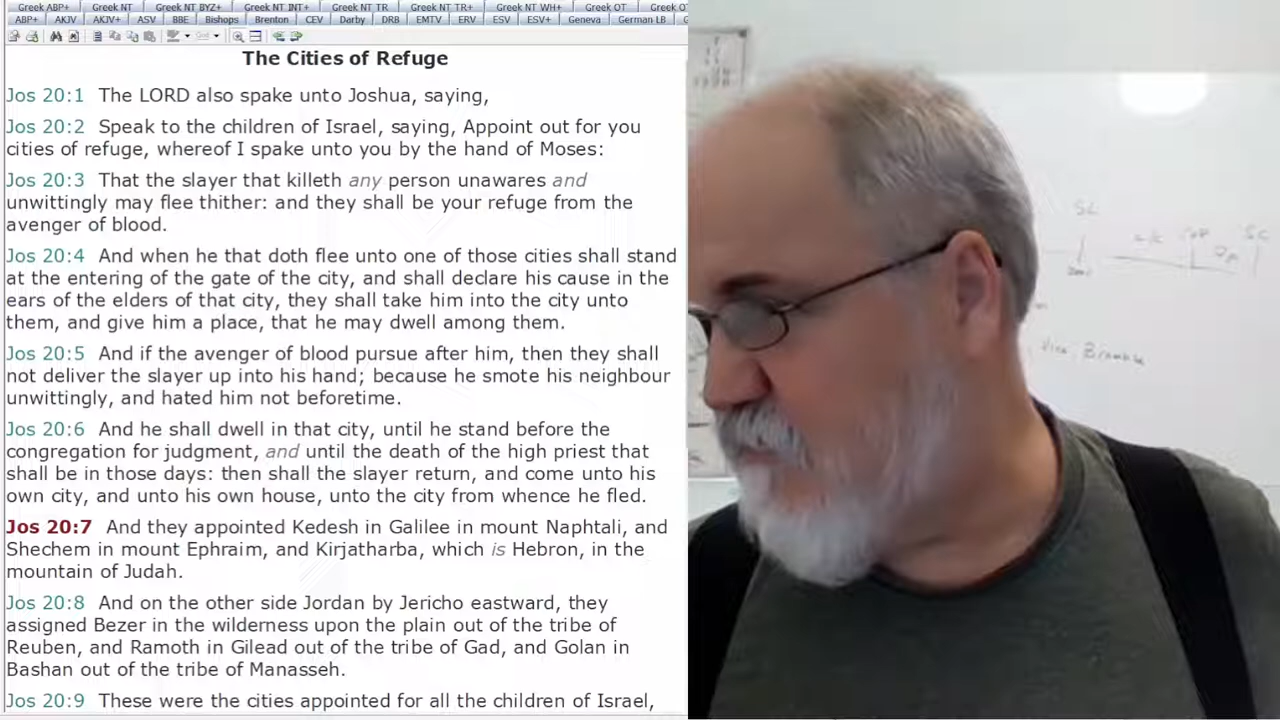 Greek ABP+ Greek NT Greek NT BYZ+ Greek NT INT+ Greek NT TR Greek NT TR+ Greek NT WH+ Greek OT
ABP+ AKJV AKJV+ ASV BBE Bishops Brenton CEV Darby DRB EMTV ERV ESV ESV+ Geneva German LB
The Cities of Refuge
Jos 20:1 The LORD also spake unto Joshua, saying,
Jos 20:2 Speak to the children of Israel, saying, Appoint out for you
cities of refuge, whereof I spake unto you by the hand of Moses:
Jos 20:3 That the slayer that killeth any person unawares and
unwittingly may flee thither: and they shall be your refuge from the
avenger of blood.
Jos 20:4 And when he that doth flee unto one of those cities shall stand
at the entering of the gate of the city, and shall declare his cause in the
ears of the elders of that city, they shall take him into the city unto
them, and give him a place, that he may dwell among them.
Jos 20:5 And if the avenger of blood pursue after him, then they shall
not deliver the slayer up into his hand; because he smote his neighbour
unwittingly, and hated him not beforetime.
Jos 20:6 And he shall dwell in that city, until he stand before the
congregation for judgment, and until the death of the high priest that
shall be in those days: then shall the slayer return, and come unto his
own city, and unto his own house, unto the city from whence he fled.
Jos 20:7 And they appointed Kedesh in Galilee in mount Naphtali, and
Shechem in mount Ephraim, and Kirjatharba, which is Hebron, in the
mountain of Judah.
Jos 20:8 And on the other side Jordan by Jericho eastward, they
assigned Bezer in the wilderness upon the plain out of the tribe of
Reuben, and Ramoth in Gilead out of the tribe of Gad, and Golan in
Bashan out of the tribe of Manasseh.
Jos 20:9 These were the cities appointed for all the children of Israel,